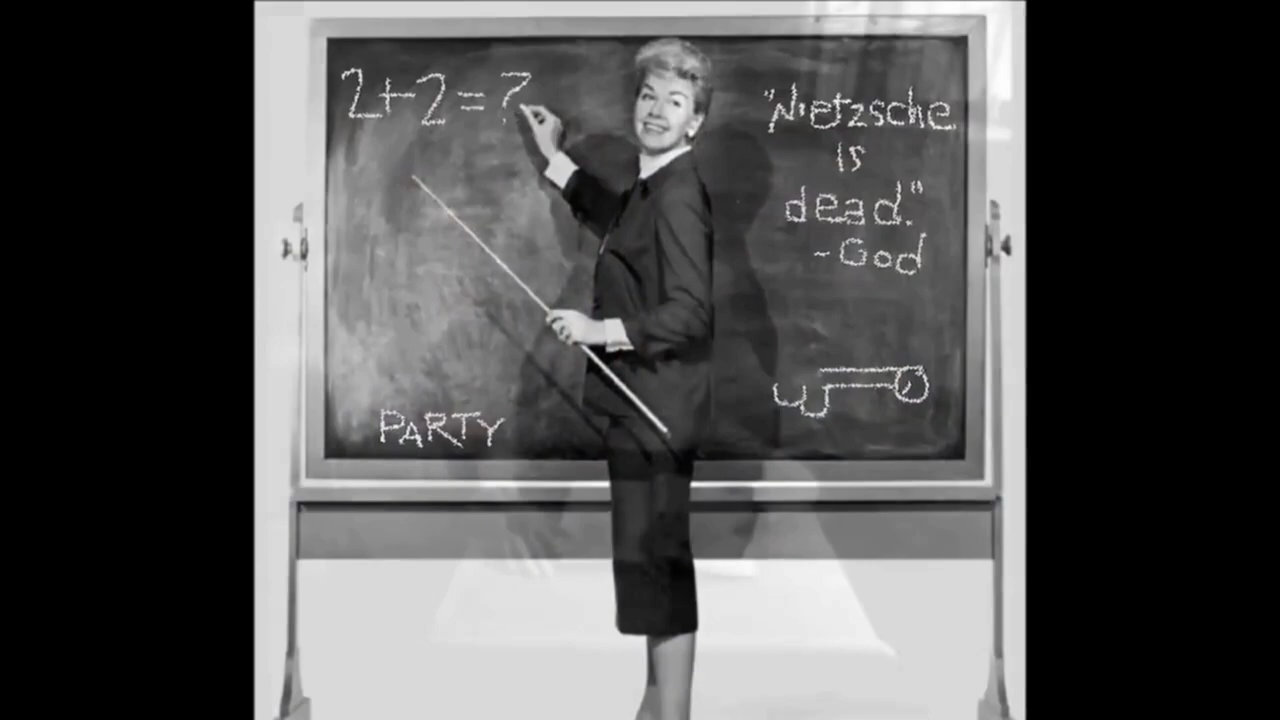 2+2=?
"Nietzsche
is
dead."
-God
PARTY